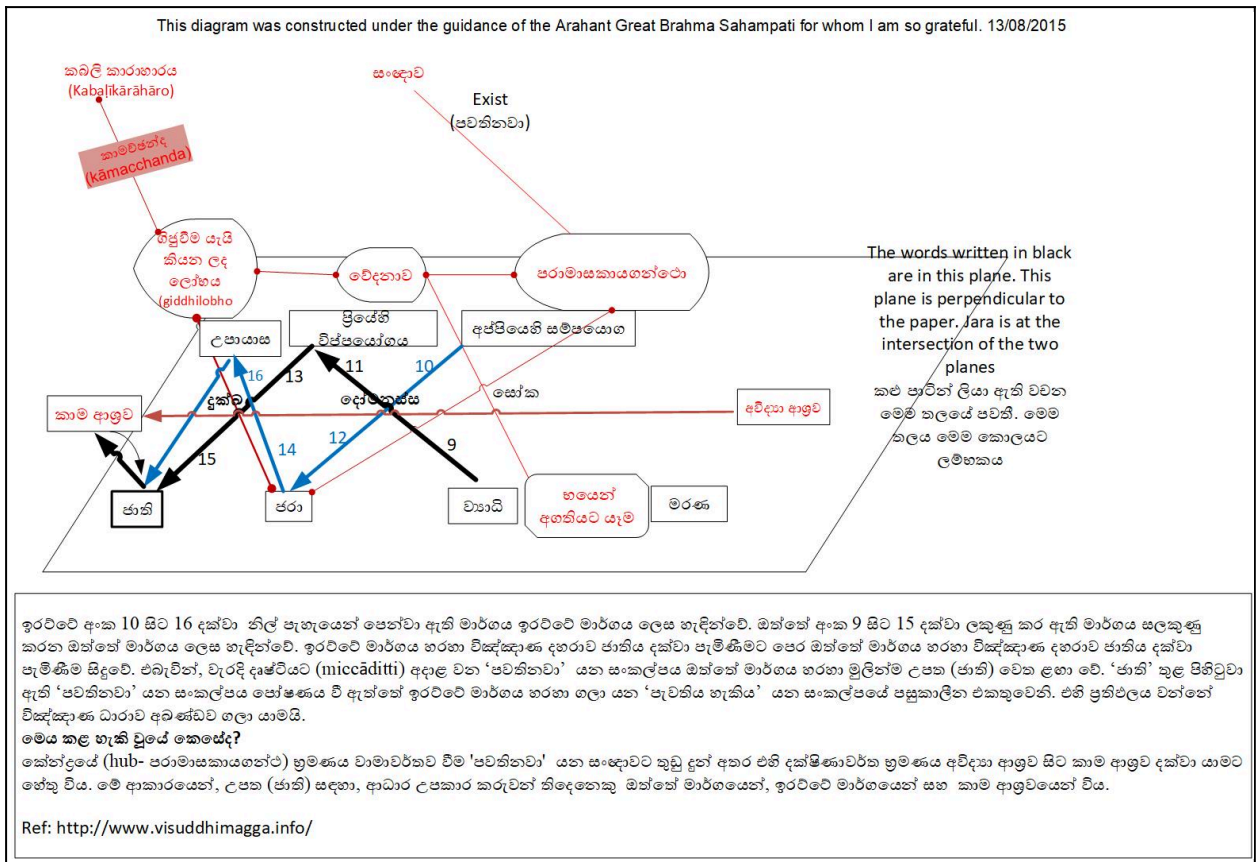 This diagram was constructed under the guidance of the Arahant Great Brahma Sahampati for whom I am so grateful. 13/08/2015
කබලි කාරාහාරය
(Kabaḷīkārāhāro)
සංඥාව
Exist
(පවතිනවා)
කාමච්ඡන්ද
(kāmacchanda)
ගිජුවීම යැයි
කියන ලද
ලෝභය
(giddhilobho
වේදනාව
පරාමාසකායගන්ථො
The words written in black
are in this plane. This
plane is perpendicular to
the paper. Jara is at the
intersection of the two
planes
කළු පාටින් ලියා ඇති වචන
මෙම තලයේ පවතී. මෙම
තලය මෙම කොලයට
ලම්භකය
උපායාස
ප්‍රියේහි
විප්පයෝගය
අප්පියෙහි සම්පයොග
16
13
11
10
සෝක
දුක්ඛ
දෝමනස්ස
කාම ආශ්‍රව
අවිද්‍යා ආශ්‍රව
15
14
12
9
ජාති
ජරා
ව්‍යාධි
භයෙන්
අගතියට යෑම
මරණ
ඉරට්ටේ අංක 10 සිට 16 දක්වා නිල් පැහැයෙන් පෙන්වා ඇති මාර්ගය ඉරට්ටේ මාර්ගය ලෙස හැඳින්වේ. ඔත්තේ අංක 9 සිට 15 දක්වා ලකුණු කර ඇති මාර්ගය සලකුණු
කරන ඔත්තේ මාර්ගය ලෙස හැඳින්වේ. ඉරට්ටේ මාර්ගය හරහා විඤ්ඤාණ දහරාව ජාතිය දක්වා පැමිණීමට පෙර ඔත්තේ මාර්ගය හරහා විඤ්ඤාණ දහරාව ජාතිය දක්වා
පැමිණීම සිදුවේ. එබැවින්, වැරදි දෘෂ්ටියට (miccāditti) අදාළ වන ‘පවතිනවා’ යන සංකල්පය ඔත්තේ මාර්ගය හරහා මුලින්ම උපත (ජාති) වෙත ළඟා වේ. ‘ජාති’ තුළ පිහිටුවා
ඇති ‘පවතිනවා’ යන සංකල්පය පෝෂණය වී ඇත්තේ ඉරට්ටේ මාර්ගය හරහා ගලා යන ‘පැවතිය හැකිය’ යන සංකල්පයේ පසුකාලීන එකතුවෙනි. එහි ප්‍රතිඵලය වන්නේ
විඤ්ඤාණ ධාරාව අඛණ්ඩව ගලා යාමයි.
මෙය කළ හැකි වූයේ කෙසේද?
කේන්ද්‍රයේ (hub- පරාමාසකායගන්ථ) භ්‍රමණය වාමාවර්තව වීම 'පවතිනවා' යන සංඥාවට තුඩු දුන් අතර එහි දක්ෂිණාවර්ත භ්‍රමණය අවිද්‍යා ආශ්‍රව සිට කාම ආශ්‍රව දක්වා යාමට
හේතු විය. මේ ආකාරයෙන්, උපත (ජාති) සඳහා, ආධාර උපකාර කරුවන් තිදෙනෙකු ඔත්තේ මාර්ගයෙන්, ඉරට්ටේ මාර්ගයෙන් සහ කාම ආශ්‍රවයෙන් විය.
Ref: http://www.visuddhimagga.info/